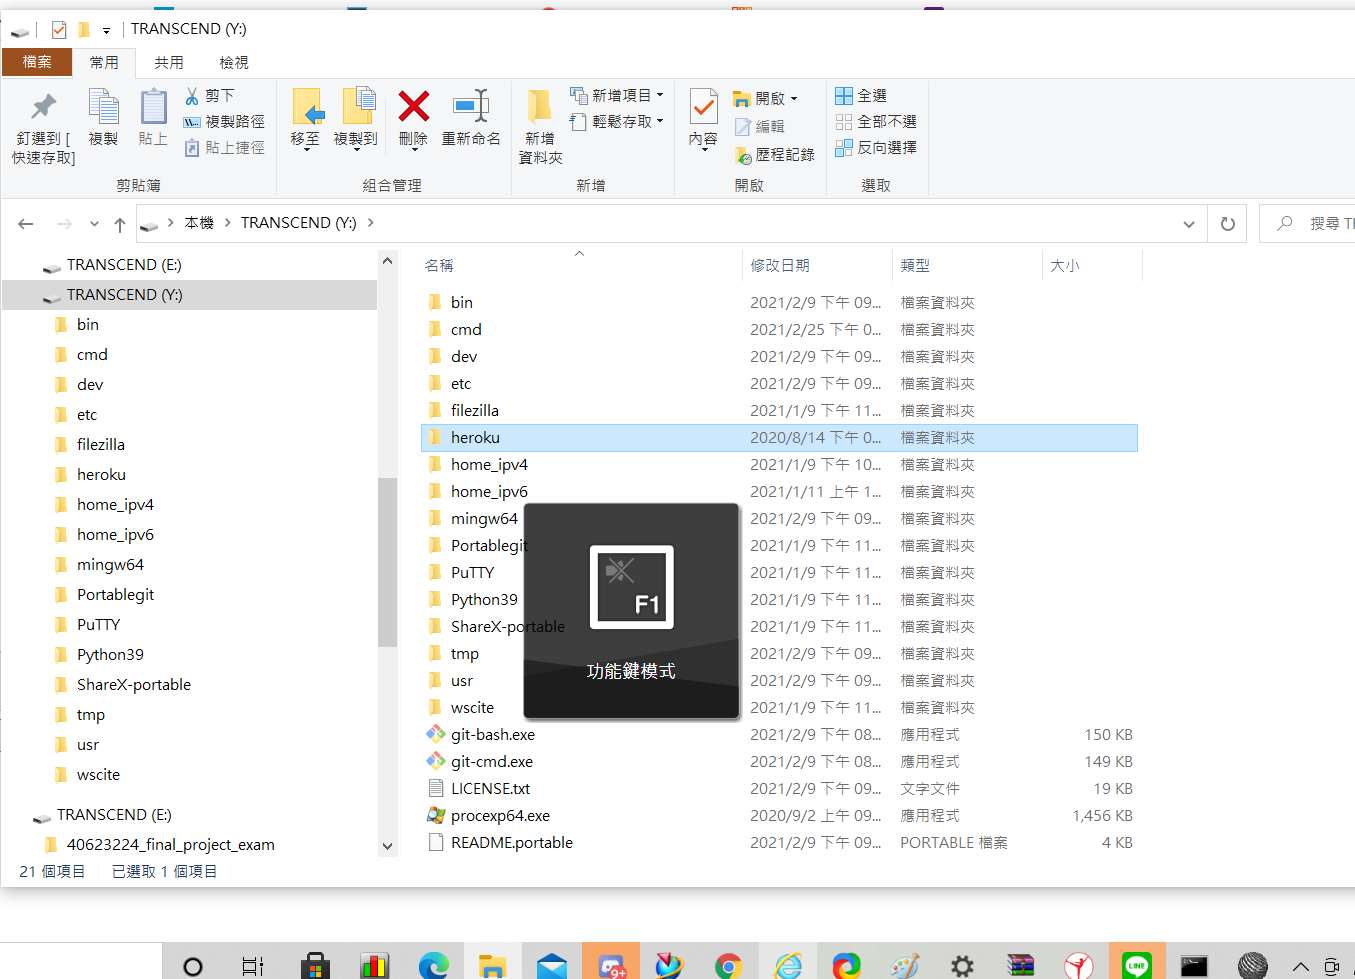 TRANSCEND (Y:)
檔案 常用 共用 檢視
釘選到 [
快速存取]
複製
貼上
剪下
複製路徑
貼上捷徑
剪貼簿
移至
複製到
刪除
重新命名
組合管理
新增
資料夾
新增項目
輕鬆存取
新增
內容
開啟
編輯
歷程記錄
開啟
全選
全部不選
反向選擇
選取
本機 TRANSCEND (Y:)
搜尋 TE
TRANSCEND (E:)
TRANSCEND (Y:)
bin
cmd
dev
etc
filezilla
heroku
home_ipv4
home_ipv6
mingw64
Portablegit
PuTTY
Python39
ShareX-portable
tmp
usr
wscite
TRANSCEND (E:)
40623224_final_project_exam
名稱 修改日期 類型 大小
bin 2021/2/9 下午 09... 檔案資料夾
cmd 2021/2/25 下午 0... 檔案資料夾
dev 2021/2/9 下午 09... 檔案資料夾
etc 2021/2/9 下午 09... 檔案資料夾
filezilla 2021/1/9 下午 11... 檔案資料夾
heroku 2020/8/14 下午 0... 檔案資料夾
home_ipv4 2021/1/9 下午 10... 檔案資料夾
home_ipv6 2021/1/11 上午 1... 檔案資料夾
mingw64 2021/2/9 下午 09... 檔案資料夾
Portablegit 2021/1/9 下午 11... 檔案資料夾
PuTTY 2021/1/9 下午 11... 檔案資料夾
Python39 2021/1/9 下午 11... 檔案資料夾
ShareX-portable 2021/1/9 下午 11... 檔案資料夾
tmp 2021/2/9 下午 09... 檔案資料夾
usr 2021/2/9 下午 09... 檔案資料夾
wscite 2021/1/9 下午 11... 檔案資料夾
git-bash.exe 2021/2/9 下午 08... 應用程式 150 KB
git-cmd.exe 2021/2/9 下午 08... 應用程式 149 KB
LICENSE.txt 2021/2/9 下午 09... 文字文件 19 KB
procexp64.exe 2020/9/2 上午 09... 應用程式 1,456 KB
README.portable 2021/2/9 下午 09... PORTABLE 檔案 4 KB
F1
功能鍵模式
21 個項目 已選取 1 個項目
9+
LINE